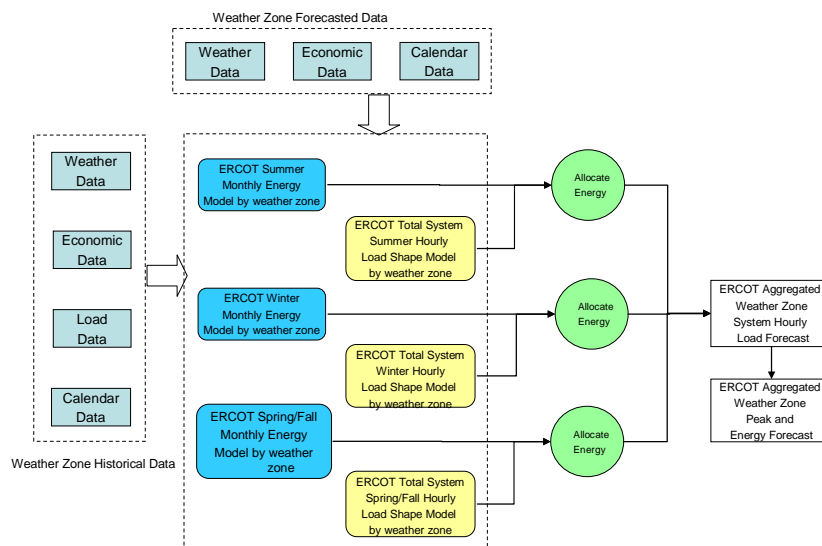 Weather Zone Forecasted Data
Weather
Data
Economic
Data
Calendar
Data
Weather
Data
Economic
Data
Load
Data
Calendar
Data
Weather Zone Historical Data
ERCOT Summer
Monthly Energy
Model by weather zone
ERCOT Total System
Summer Hourly
Load Shape Model
by weather zone
Allocate
Energy
ERCOT Winter
Monthly Energy
Model by weather zone
ERCOT Total System
Winter Hourly
Load Shape Model
by weather zone
Allocate
Energy
ERCOT Spring/Fall
Monthly Energy
Model by weather
zone
ERCOT Total System
Spring/Fall Hourly
Load Shape Model
by weather zone
Allocate
Energy
ERCOT Aggregated
Weather Zone
System Hourly
Load Forecast
ERCOT Aggregated
Weather Zone
Peak and
Energy Forecast